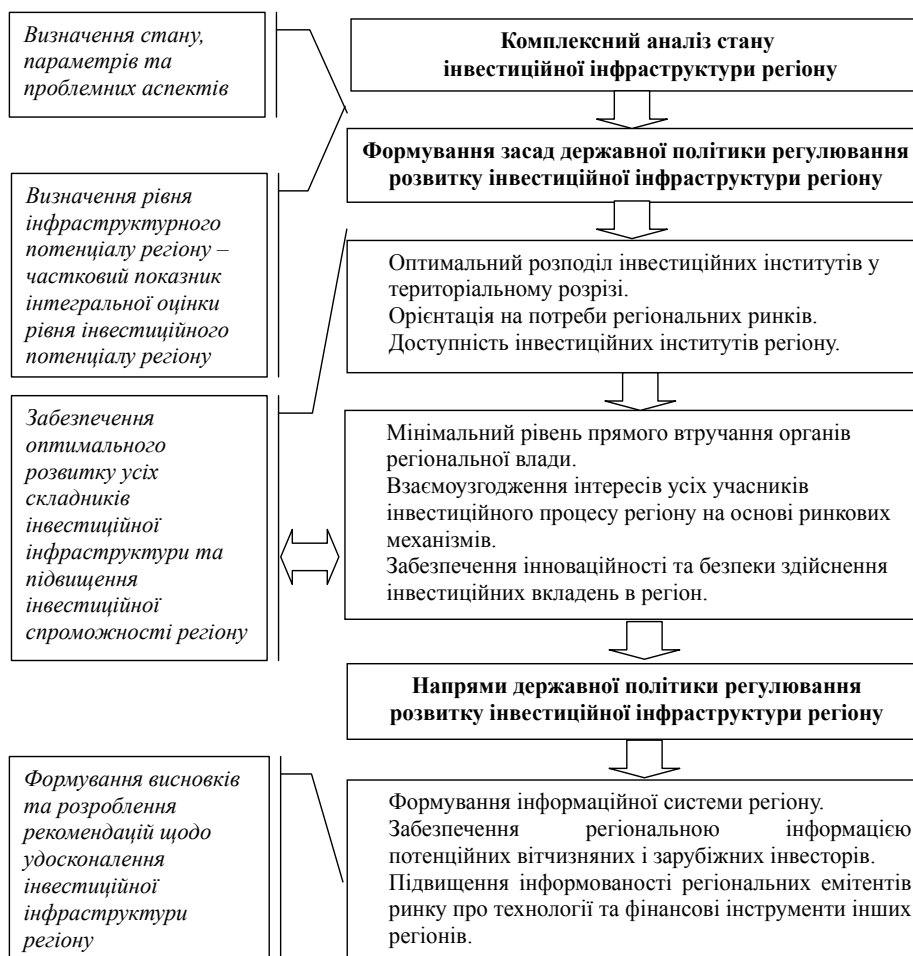 Визначення стану,
параметрів та
проблемних аспектів
Комплексний аналіз стану
інвестиційної інфраструктури регіону
Формування засад державної політики регулювання
розвитку інвестиційної інфраструктури регіону
Визначення рівня
інфраструктурного
потенціалу регіону –
частковий показник
інтегральної оцінки
рівня інвестиційного
потенціалу регіону
Оптимальний розподіл інвестиційних інститутів у
територіальному розрізі.
Орієнтація на потреби регіональних ринків.
Доступність інвестиційних інститутів регіону.
Забезпечення
оптимального
розвитку усіх
складників
інвестиційної
інфраструктури та
підвищення
інвестиційної
спроможності регіону
Мінімальний рівень прямого втручання органів
регіональної влади.
Взаємоузгодження інтересів усіх учасників
інвестиційного процесу регіону на основі ринкових
механізмів.
Забезпечення інноваційності та безпеки здійснення
інвестиційних вкладень в регіон.
Напрями державної політики регулювання
розвитку інвестиційної інфраструктури регіону
Формування висновків
та розроблення
рекомендацій щодо
удосконалення
інвестиційної
інфраструктури
регіону
Формування інформаційної системи регіону.
Забезпечення регіональною інформацією
потенційних вітчизняних і зарубіжних інвесторів.
Підвищення інформованості регіональних емітентів
ринку про технології та фінансові інструменти інших
регіонів.